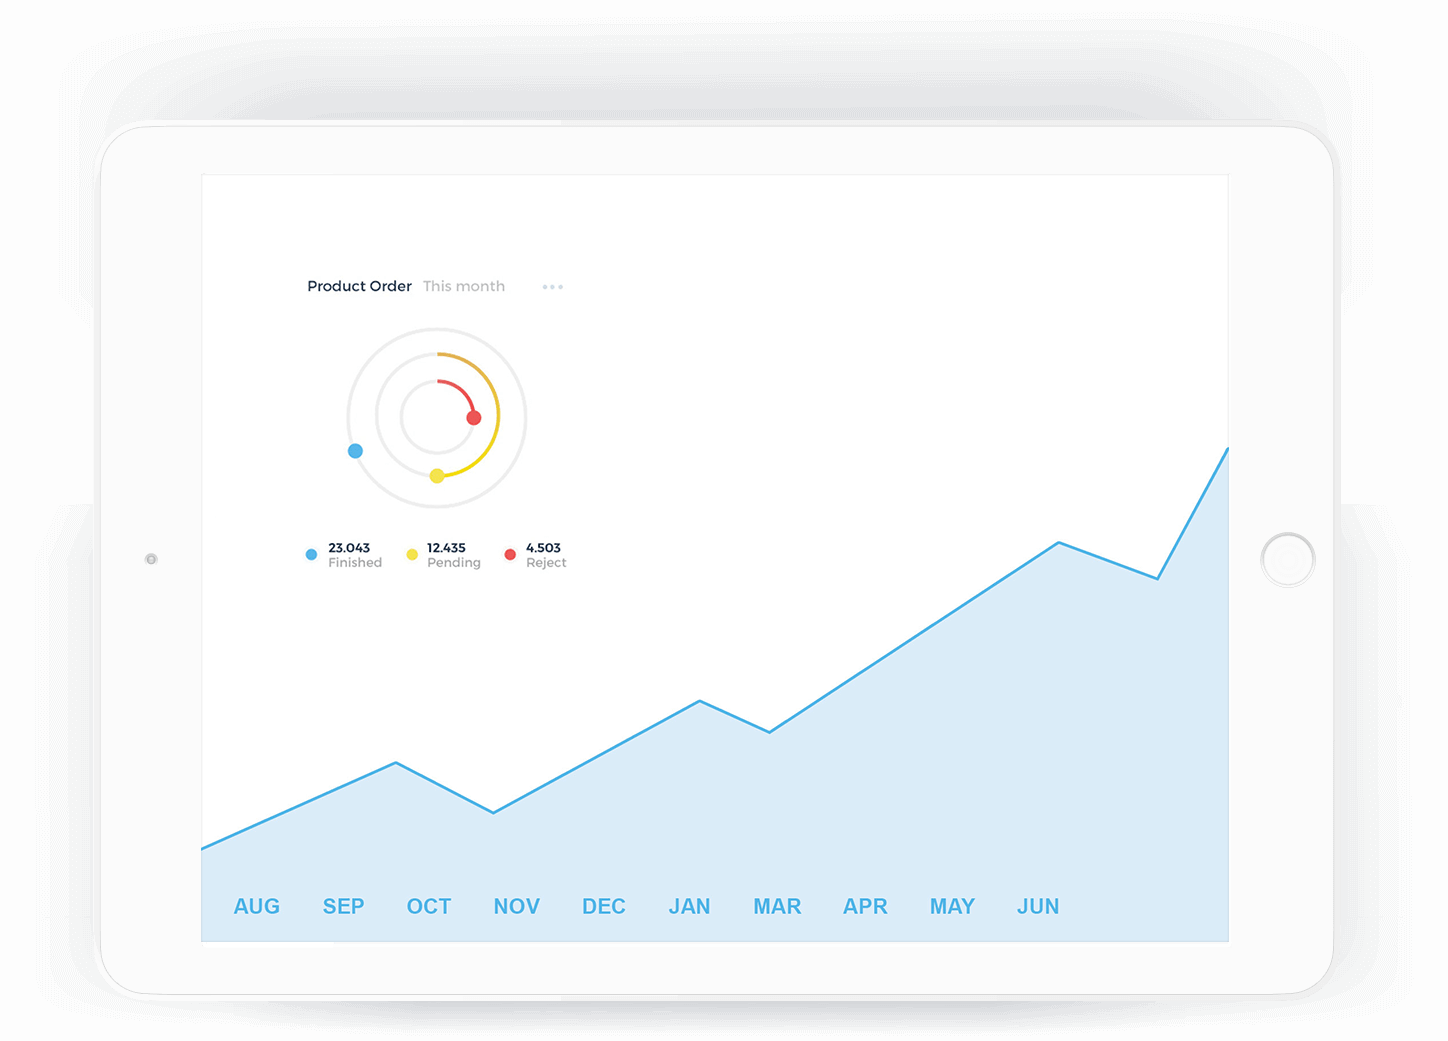 Product Order This month
23.043 12.435 4.503
Finished Pending Reject
AUG SEP OCT NOV DEC JAN MAR APR MAY JUN